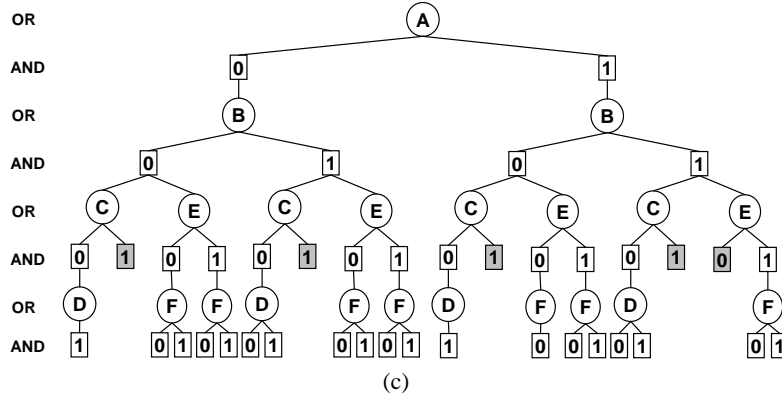 OR A
AND 0 1
OR B B
AND 0 1 0 1
OR C E C E C E C E
AND 0 1 0 1 0 1 0 1 0 1 0 1 0 1 0 1
OR D F F D F F D F F D F
AND 1 0 1 0 1 0 1 0 1 0 1 1 0 0 1 0 1 0 1
(c)